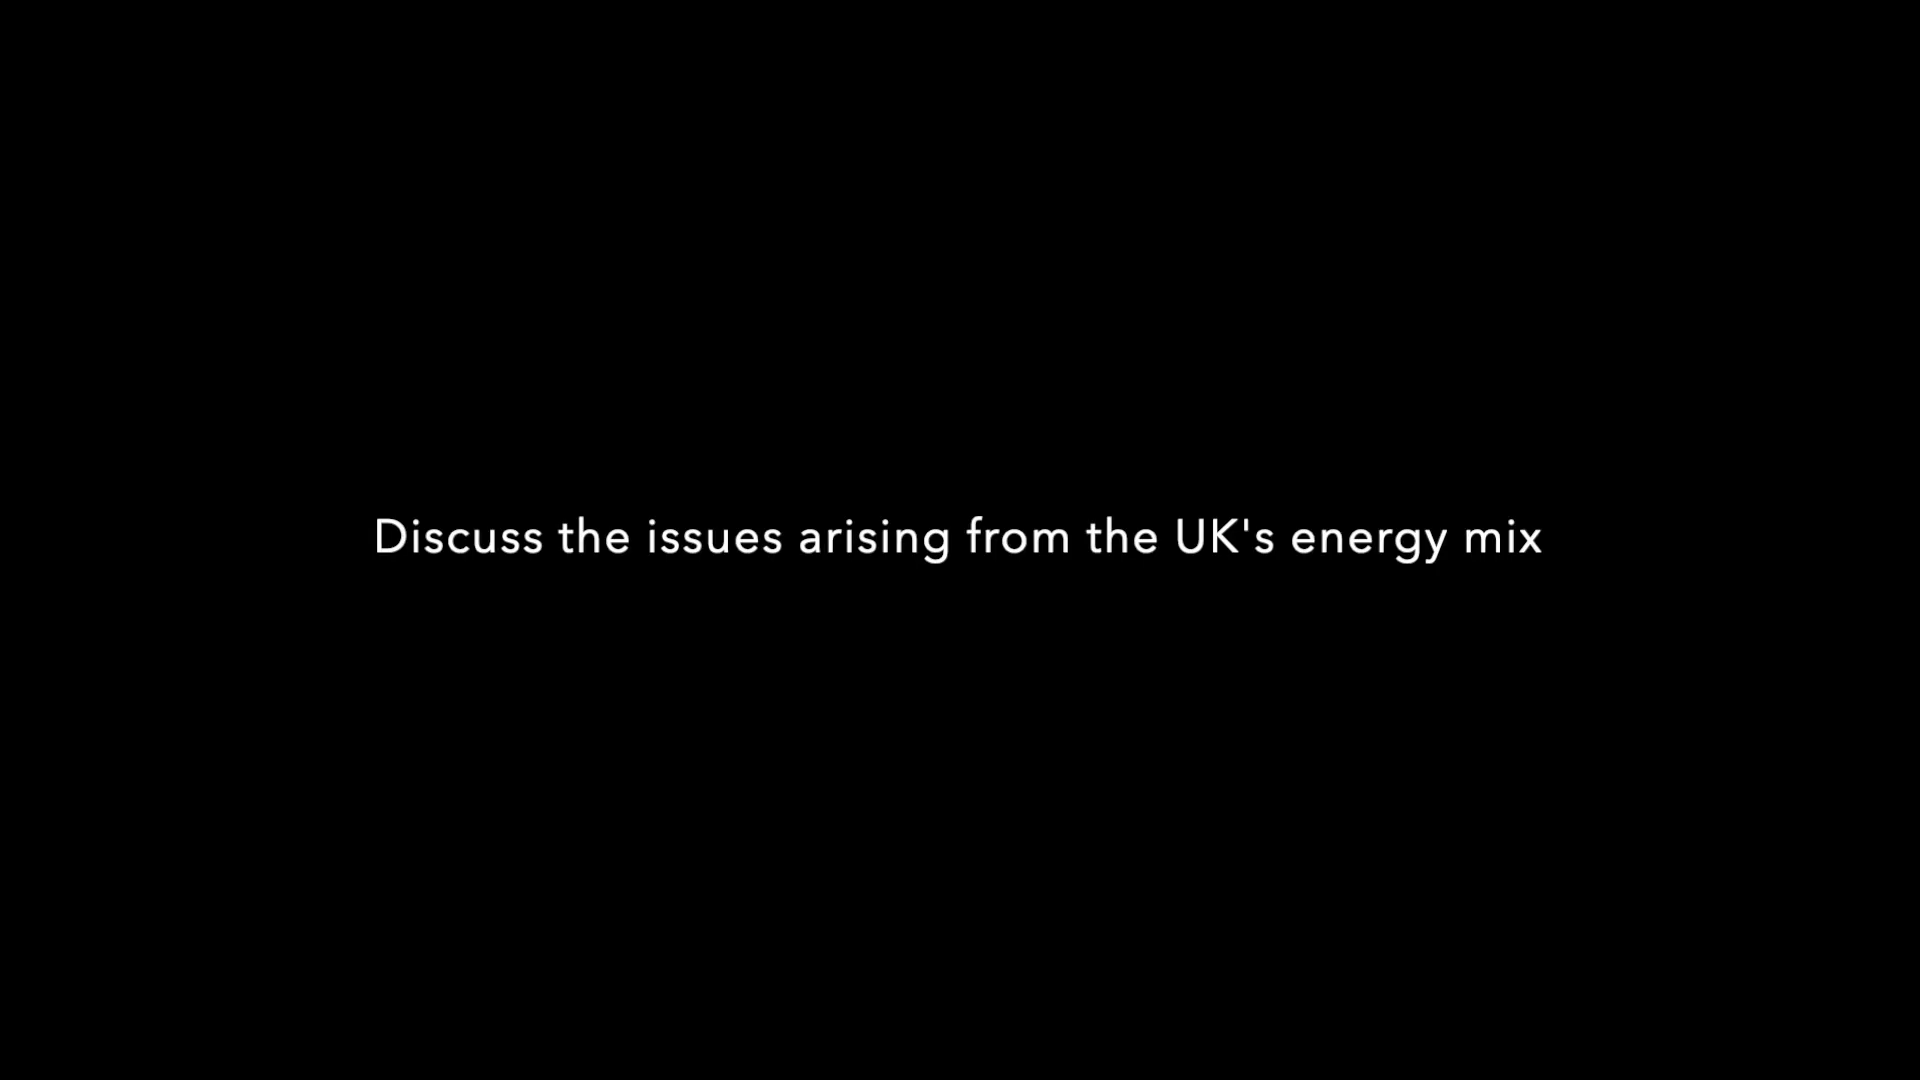 Discuss the issues arising from the UK's energy mix